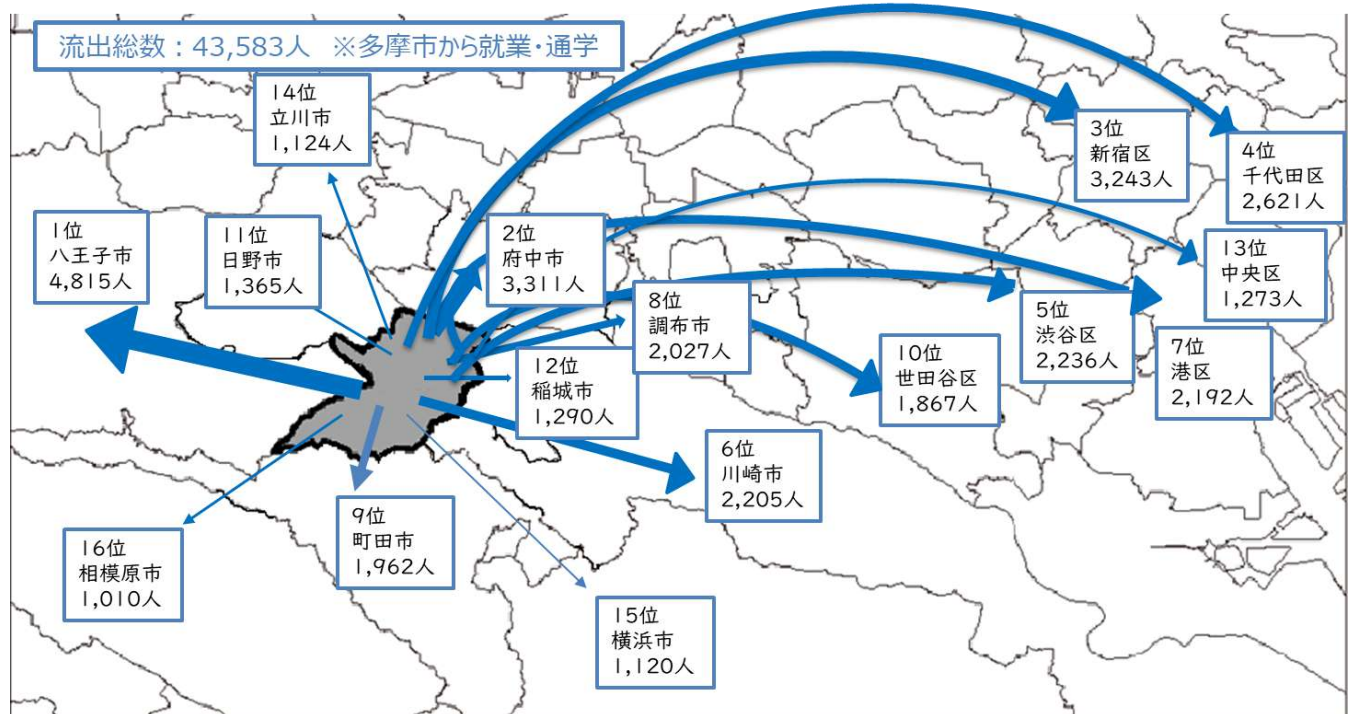 流出総数：43,583人　※多摩市から就業・通学
14位
立川市
1,124人
3位
新宿区
3,243人
4位
千代田区
2,621人
1位
八王子市
4,815人
11位
日野市
1,365人
2位
府中市
3,311人
13位
中央区
1,273人
8位
調布市
2,027人
5位
渋谷区
2,236人
7位
港区
2,192人
12位
稲城市
1,290人
10位
世田谷区
1,867人
6位
川崎市
2,205人
9位
町田市
1,962人
16位
相模原市
1,010人
15位
横浜市
1,120人